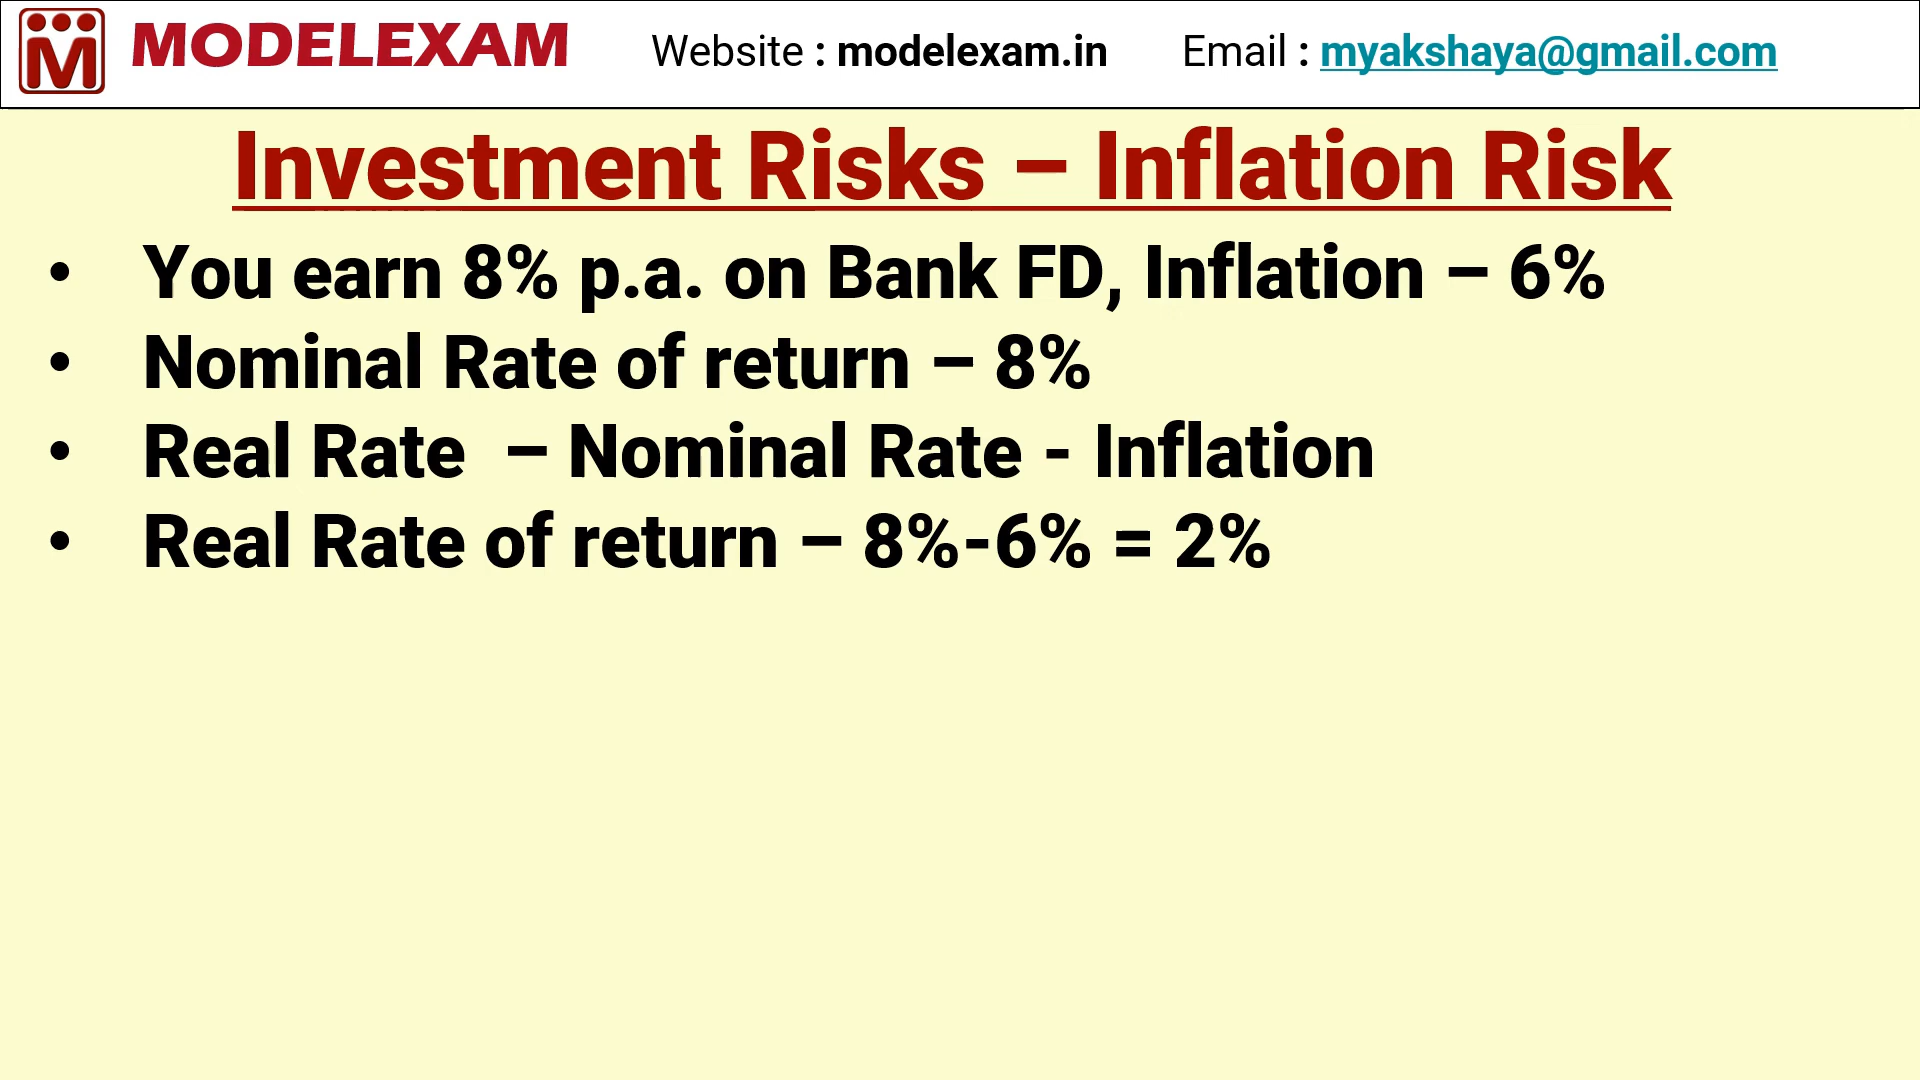 MODELEXAM Website : modelexam.in Email : myakshaya@gmail.com
Investment Risks – Inflation Risk
• You earn 8% p.a. on Bank FD, Inflation – 6%
• Nominal Rate of return – 8%
• Real Rate – Nominal Rate - Inflation
• Real Rate of return – 8%-6% = 2%